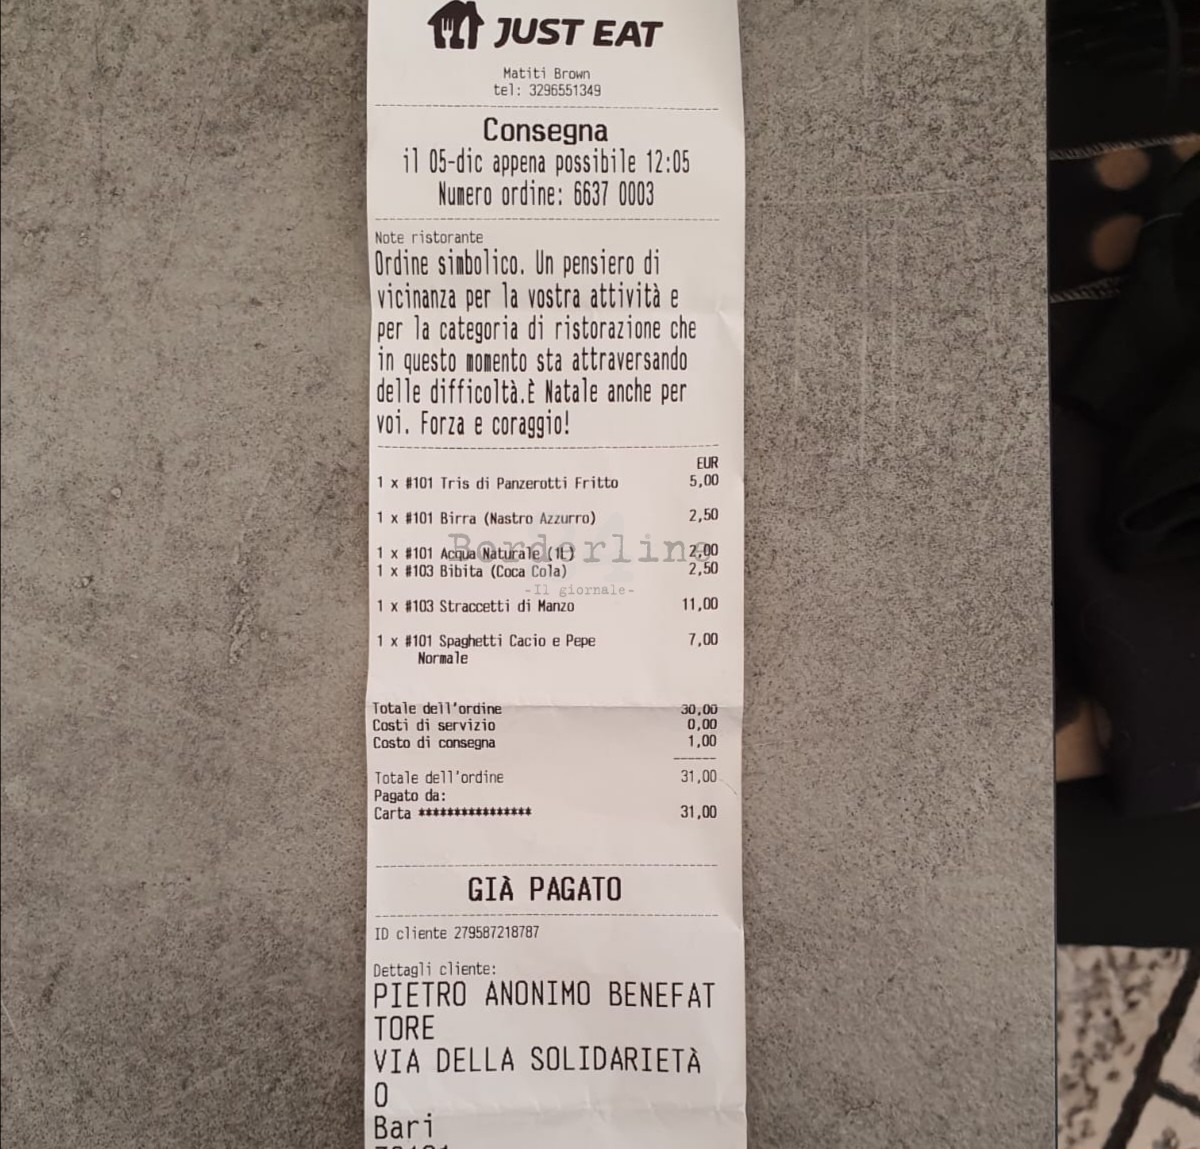 JUST EAT
Matiti Brown
tel: 3296551349
Consegna
il 05-dic appena possibile 12:05
Numero ordine: 6637 0003
Note ristorante
Ordine simbolico. Un pensiero di
vicinanza per la vostra attività e
per la categoria di ristorazione che
in questo momento sta attraversando
delle difficoltà.È Natale anche per
voi. Forza e coraggio!
EUR
1 x #101 Tris di Panzerotti Fritto 5,00
1 x #101 Birra (Nastro Azzurro) 2,50
1 x #101 Acqua Naturale (1L) 2,00
1 x #103 Bibita (Coca Cola) 2,50
Borderline
-Il giornale-
1 x #103 Straccetti di Manzo 11,00
1 x #101 Spaghetti Cacio e Pepe 7,00
Normale
Totale dell'ordine 30,00
Costi di servizio 0,00
Costo di consegna 1,00
Totale dell'ordine 31,00
Pagato da:
Carta **************** 31,00
GIÀ PAGATO
ID cliente 279587218787
Dettagli cliente:
PIETRO ANONIMO BENEFAT
TORE
VIA DELLA SOLIDARIETÀ
0
Bari